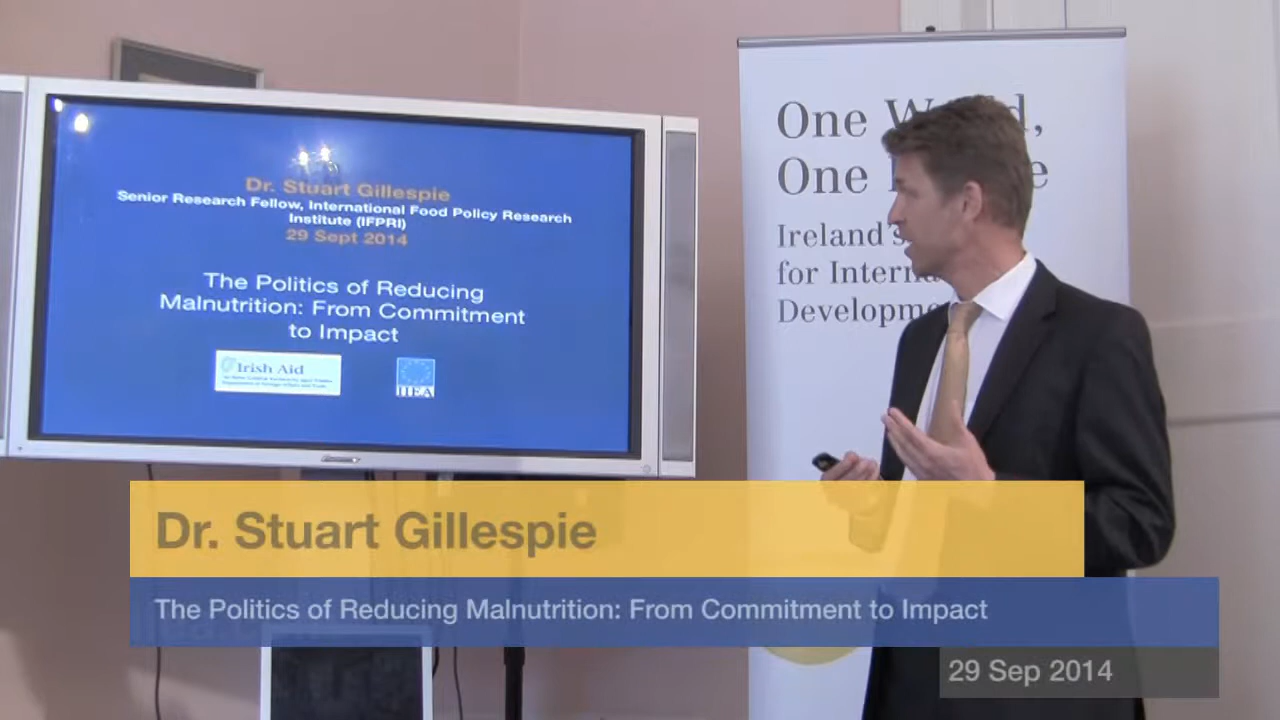 Dr. Stuart Gillespie
Senior Research Fellow, International Food Policy Research
Institute (IFPRI)
29 Sept 2014
The Politics of Reducing
Malnutrition: From Commitment
to Impact
Irish Aid
IIEA
One
One
Ireland's
for
Dr. Stuart Gillespie
The Politics of Reducing Malnutrition: From Commitment to Impact
29 Sep 2014